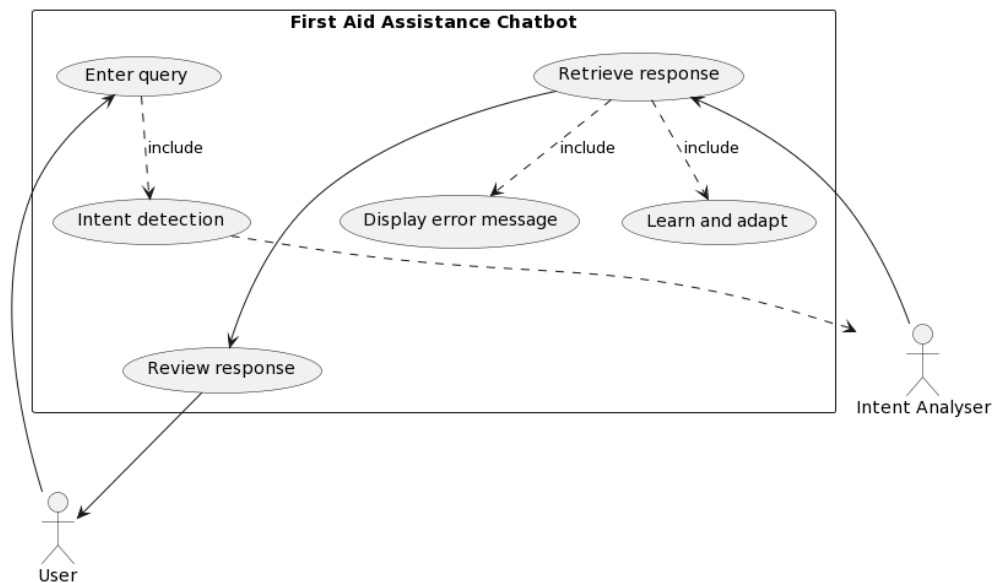 First Aid Assistance Chatbot
Enter query
Retrieve response
include
include
include
Intent detection
Display error message
Learn and adapt
Review response
Intent Analyser
User